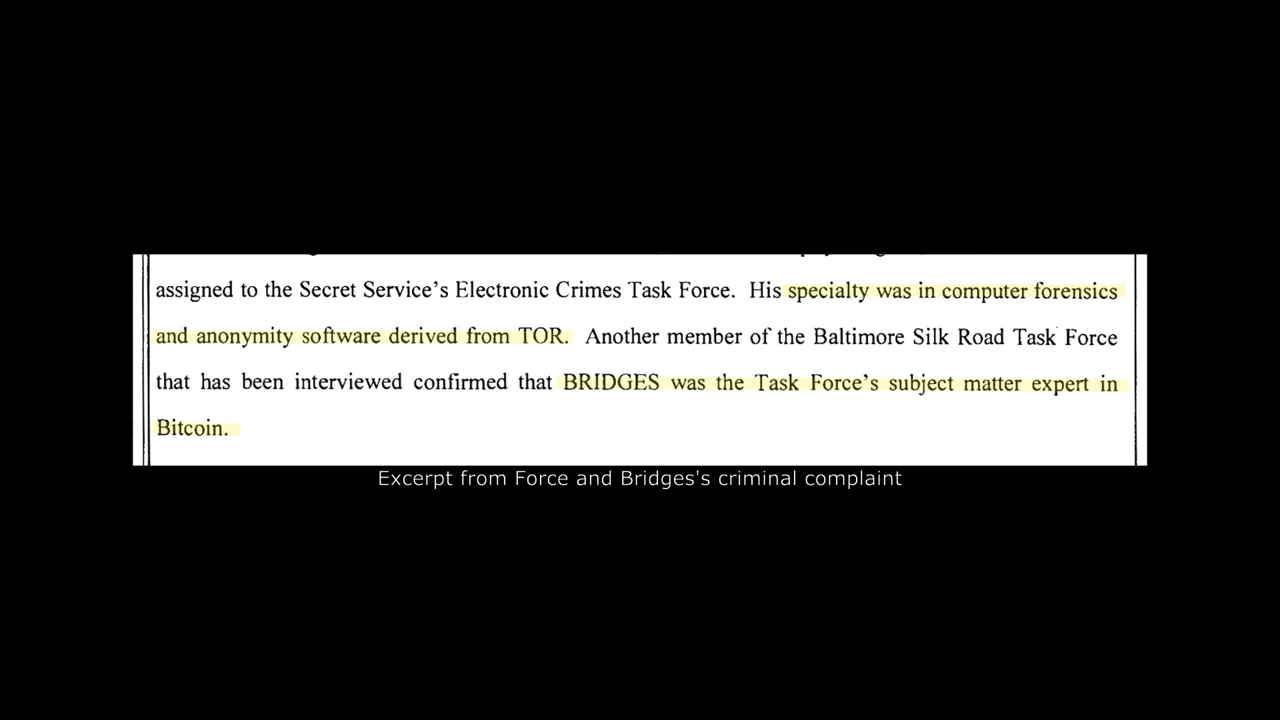 assigned to the Secret Service's Electronic Crimes Task Force. His specialty was in computer forensics
and anonymity software derived from TOR. Another member of the Baltimore Silk Road Task Force
that has been interviewed confirmed that BRIDGES was the Task Force's subject matter expert in
Bitcoin.
Excerpt from Force and Bridges's criminal complaint